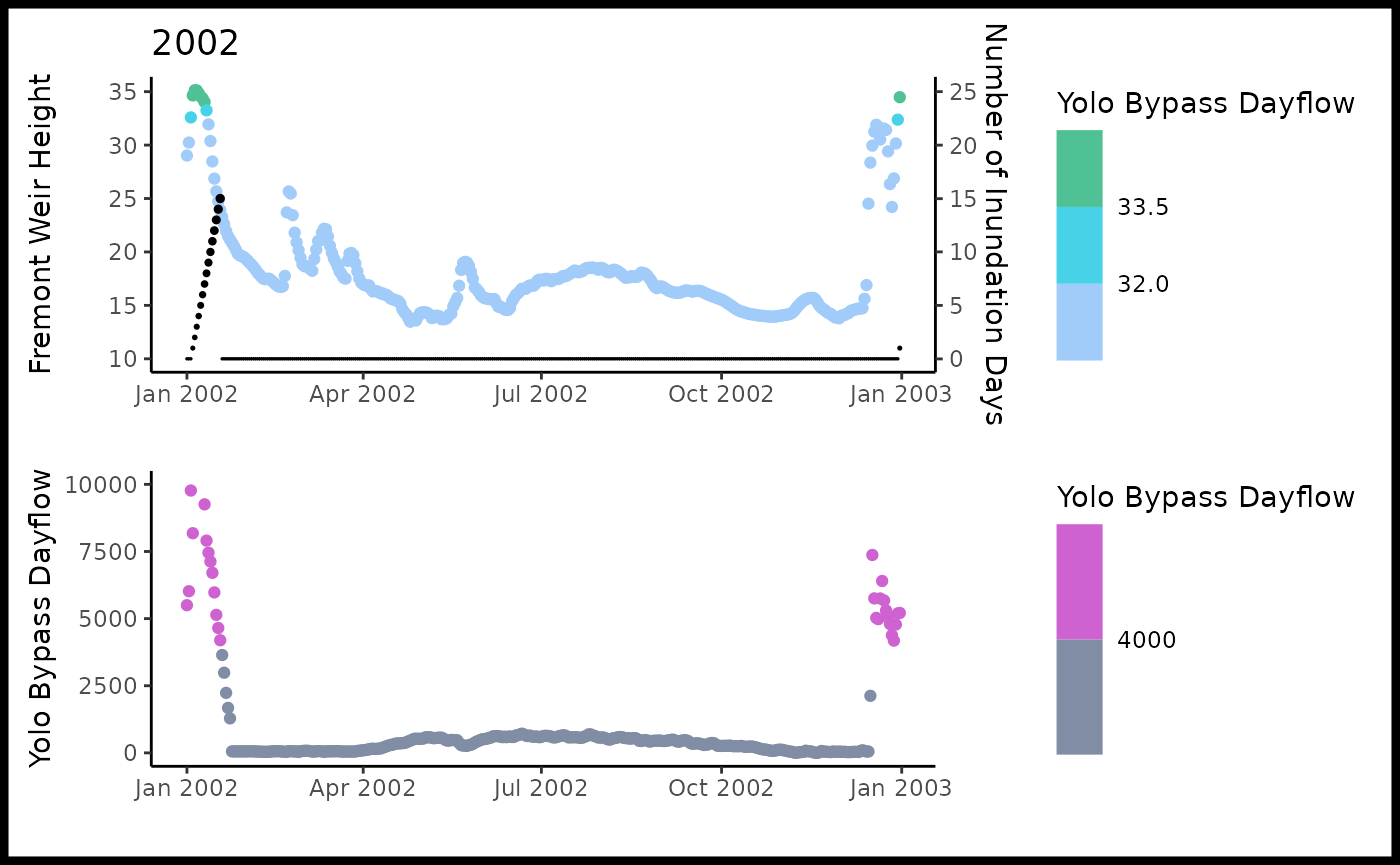 2002
Fremont Weir Height
35
30
25
20
15
10
25
20
15
10
5
0
Number of Inundation Days
Jan 2002
Apr 2002
Jul 2002
Oct 2002
Jan 2003
Yolo Bypass Dayflow
33.5
32.0
Yolo Bypass Dayflow
10000
7500
5000
2500
0
Jan 2002
Apr 2002
Jul 2002
Oct 2002
Jan 2003
Yolo Bypass Dayflow
4000